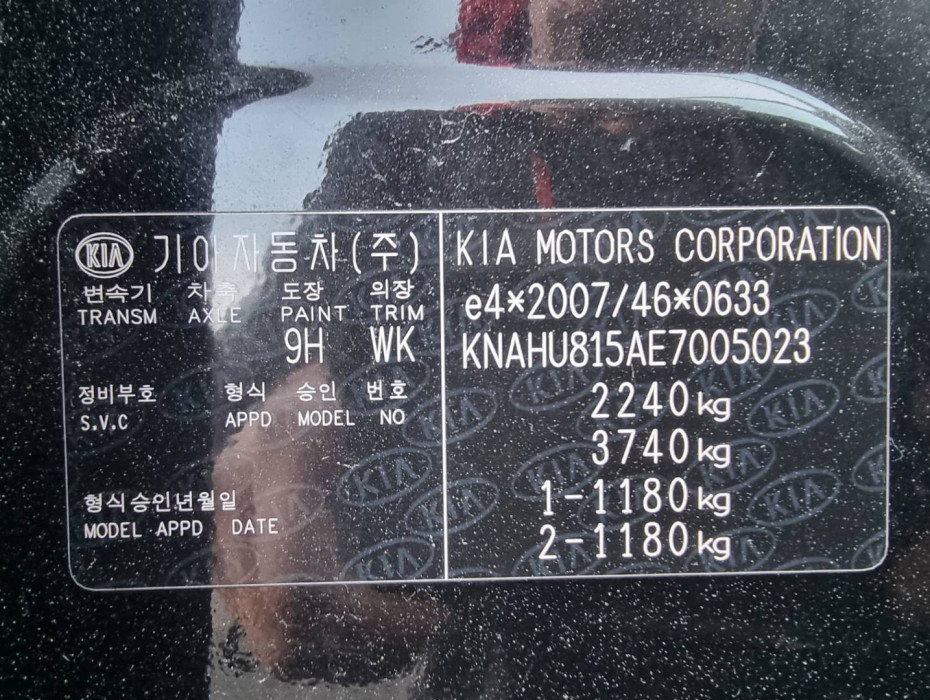 KIA 기아자동차(주)
변속기 차축 도장 의장
TRANSM AXLE PAINT TRIM
9H WK
정비부호 형식 승인 번호
S.V.C APPD MODEL NO
형식승인년월일
MODEL APPD DATE
KIA MOTORS CORPORATION
e4*2007/46*0633
KNAHU815AE7005023
2240kg
3740kg
1-1180kg
2-1180kg